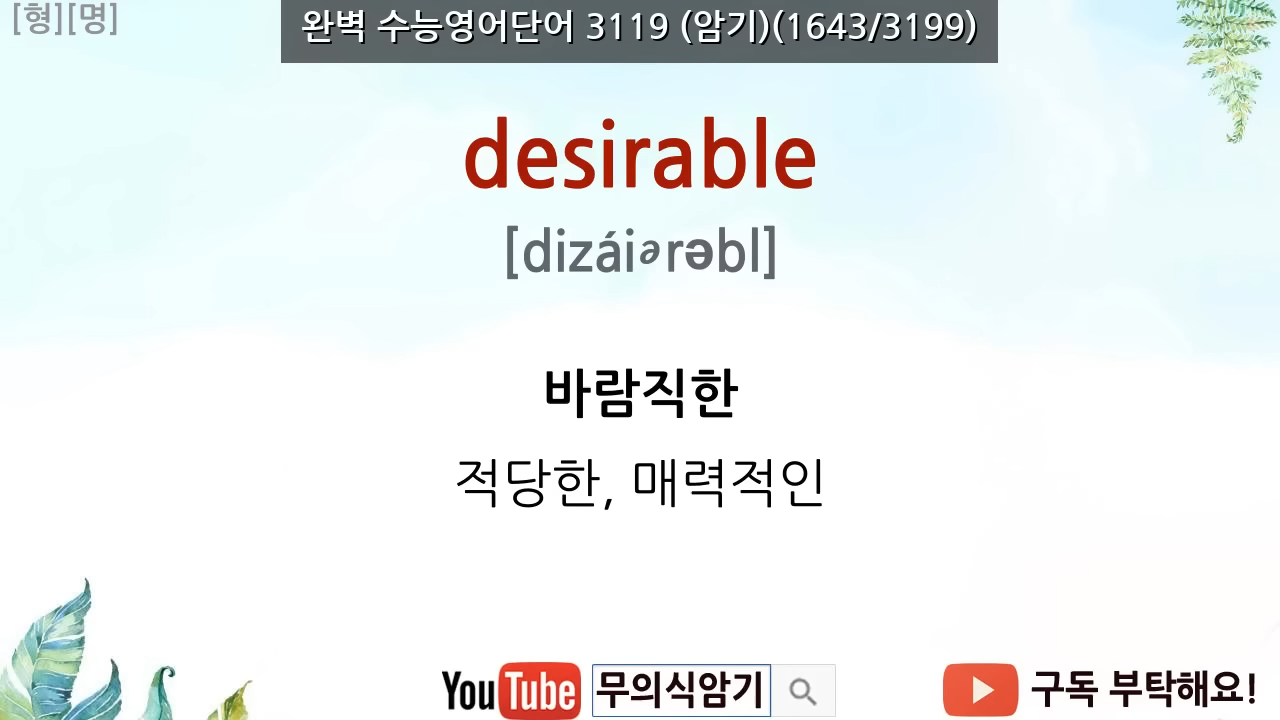 [형][명]
완벽 수능영어단어 3119 (암기)(1643/3199)
desirable
[dizáiərəbl]
바람직한
적당한, 매력적인
YouTube 무의식암기
구독 부탁해요!